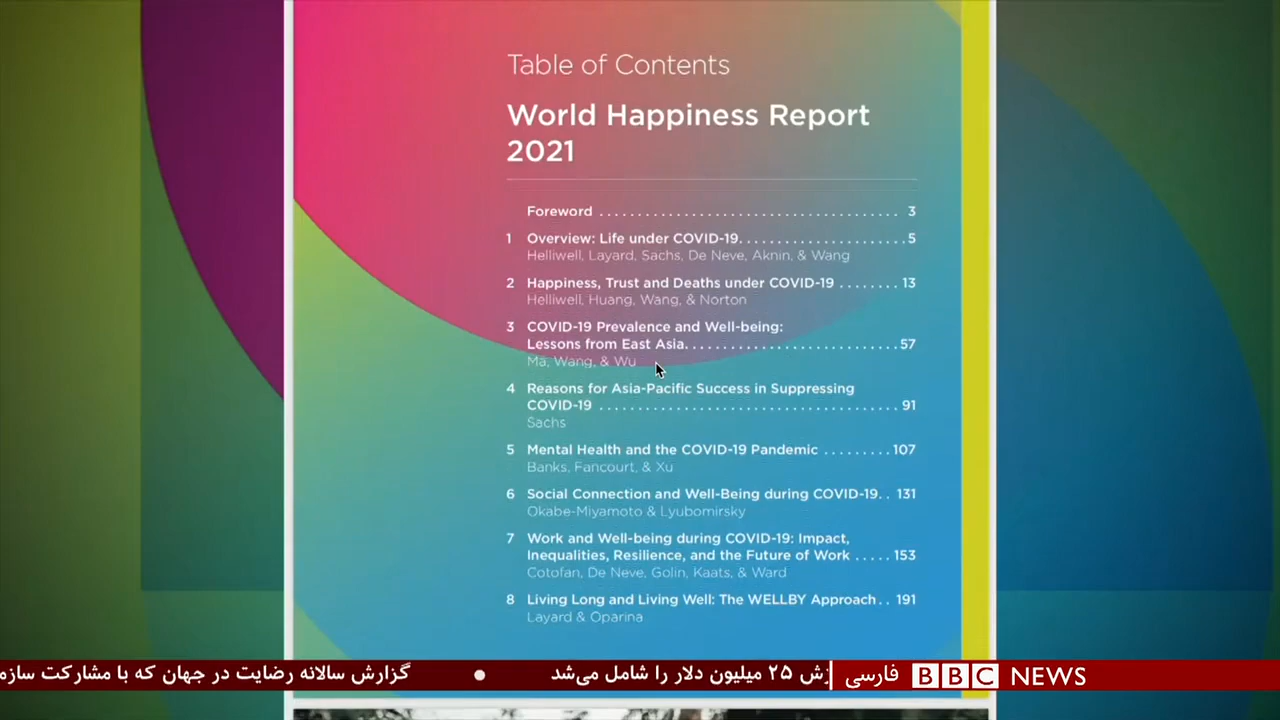 Table of Contents
World Happiness Report
2021
Foreword ........................................ 3
1 Overview: Life under COVID-19. ...................... 5
Helliwell, Layard, Sachs, De Neve, Aknin, & Wang
2 Happiness, Trust and Deaths under COVID-19 ........ 13
Helliwell, Huang, Wang, & Norton
3 COVID-19 Prevalence and Well-being:
Lessons from East Asia. ............................ 57
Ma, Wang, & Wu
4 Reasons for Asia-Pacific Success in Suppressing
COVID-19 ........................................ 91
Sachs
5 Mental Health and the COVID-19 Pandemic ......... 107
Banks, Fancourt, & Xu
6 Social Connection and Well-Being during COVID-19. . 131
Okabe-Miyamoto & Lyubomirsky
7 Work and Well-being during COVID-19: Impact,
Inequalities, Resilience, and the Future of Work ..... 153
Cotofan, De Neve, Golin, Kaats, & Ward
8 Living Long and Living Well: The WELLBY Approach. . 191
Layard & Oparina
BBC NEWS فارسی
۲۵ میلیون دلار را شامل می‌شد ● گزارش سالانه رضایت در جهان که با مشارکت